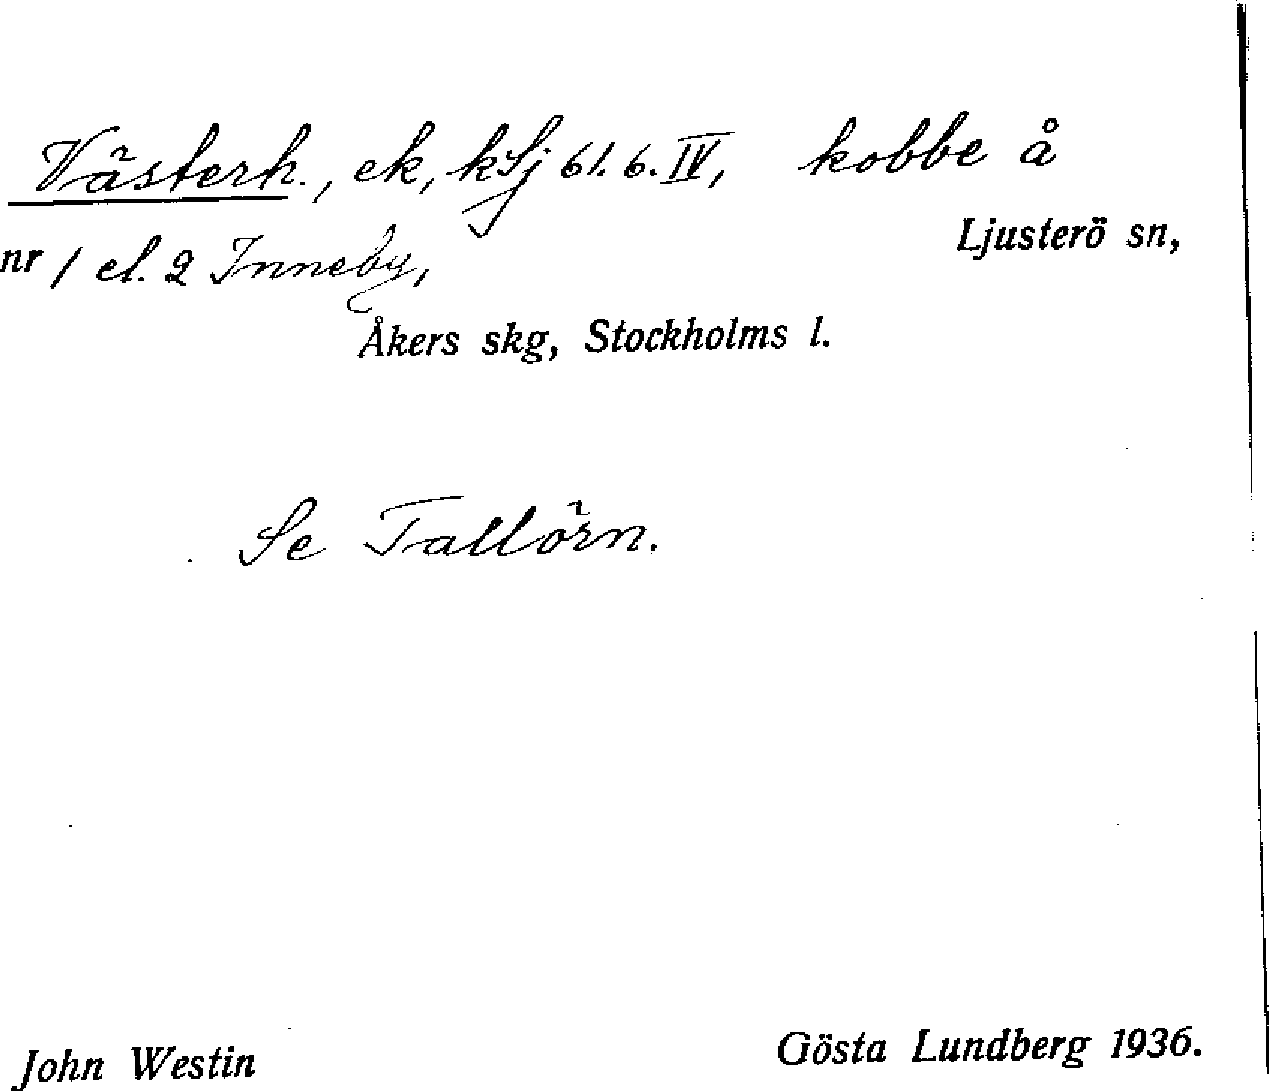 Västerh., ek, kSj 61. 6. IV, kobbe å
Ljusterö sn,
nr 1 el. 2 Inneby,
Åkers skg, Stockholms l.
Se Tallörn.
John Westin
Gösta Lundberg 1936.